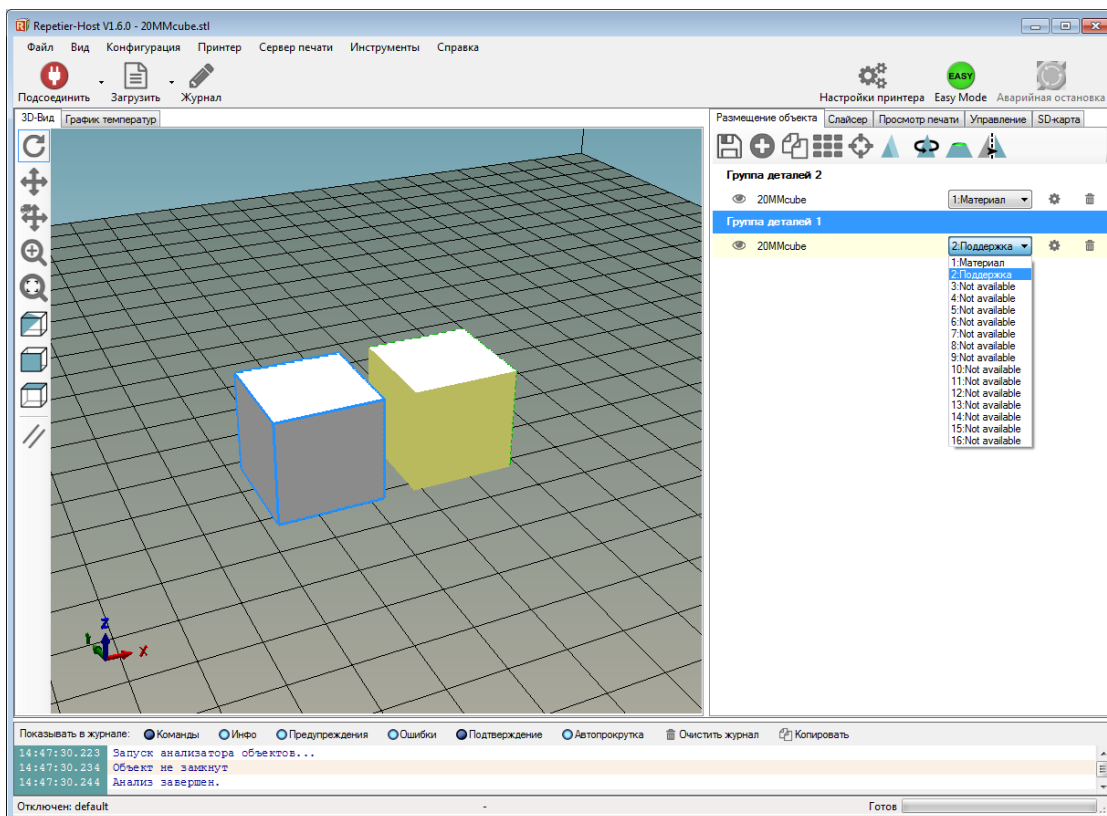 Repetier-Host V1.6.0 - 20MMcube.stl
Файл Вид Конфигурация Принтер Сервер печати Инструменты Справка
EASY
Подсоединить Загрузить Журнал Настройки принтера Easy Mode Аварийная остановка
3D-Вид График температур Размещение объекта Слайсер Просмотр печати Управление SD-карта
Группа деталей 2
20MMcube 1:Материал
Группа деталей 1
20MMcube 2:Поддержка
1:Материал
2:Поддержка
3:Not available
4:Not available
5:Not available
6:Not available
7:Not available
8:Not available
9:Not available
10:Not available
11:Not available
12:Not available
13:Not available
14:Not available
15:Not available
16:Not available
Z
X
Показывать в журнале: Команды Инфо Предупреждения Ошибки Подтверждение Автопрокрутка Очистить журнал Копировать
14:47:30.223 Запуск анализатора объектов...
14:47:30.234 Объект не замкнут
14:47:30.244 Анализ завершен.
Отключен: default - Готов